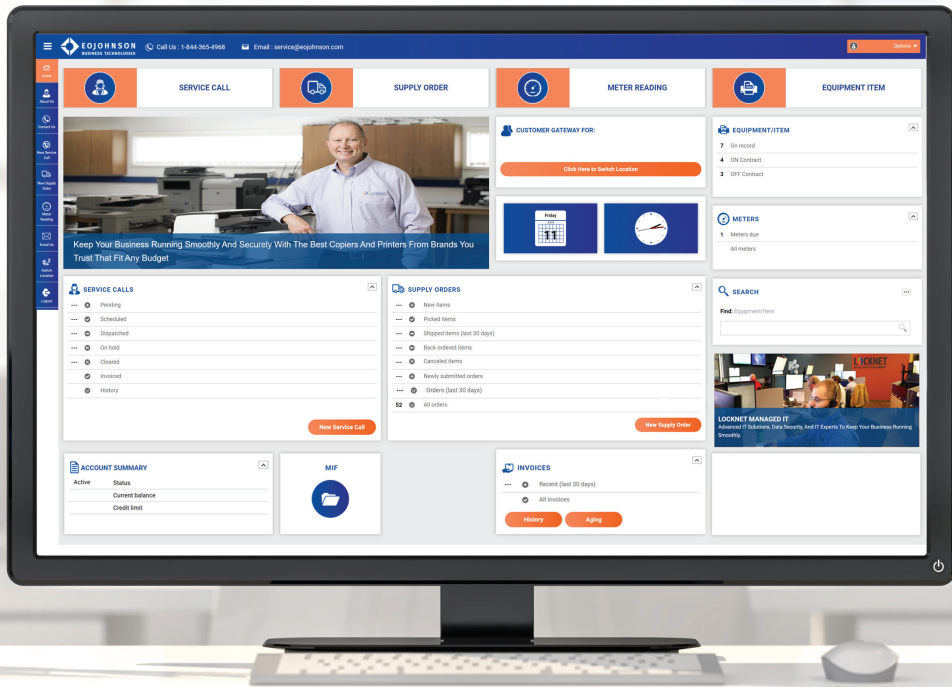 EOJOHNSON
BUSINESS TECHNOLOGIES
Call Us : 1-844-365-4968
Email : service@eojohnson.com
Options
Home
About Us
Contact Us
New Service
Call
New Supply
Order
Meter
Reading
Email Us
Switch
Location
Logout
SERVICE CALL
SUPPLY ORDER
METER READING
EQUIPMENT ITEM
Keep Your Business Running Smoothly And Securely With The Best Copiers And Printers From Brands You
Trust That Fit Any Budget
CUSTOMER GATEWAY FOR:
Click Here to Switch Location
Friday
11
EQUIPMENT/ITEM
7 On record
4 ON Contract
3 OFF Contract
METERS
1 Meters due
All meters
SERVICE CALLS
--- Pending
--- Scheduled
--- Dispatched
--- On hold
--- Cleared
Invoiced
History
New Service Call
SUPPLY ORDERS
--- New items
--- Picked items
--- Shipped items (last 30 days)
--- Back ordered items
--- Canceled items
--- Newly submitted orders
--- Orders (last 30 days)
52 All orders
New Supply Order
SEARCH
Find: Equipment/Item
LOCKNET
LOCKNET MANAGED IT
Advanced IT Solutions, Data Security, And IT Experts To Keep Your Business Running
Smoothly.
ACCOUNT SUMMARY
Active Status
Current balance
Credit limit
MIF
INVOICES
--- Recent (last 30 days)
All invoices
History
Aging